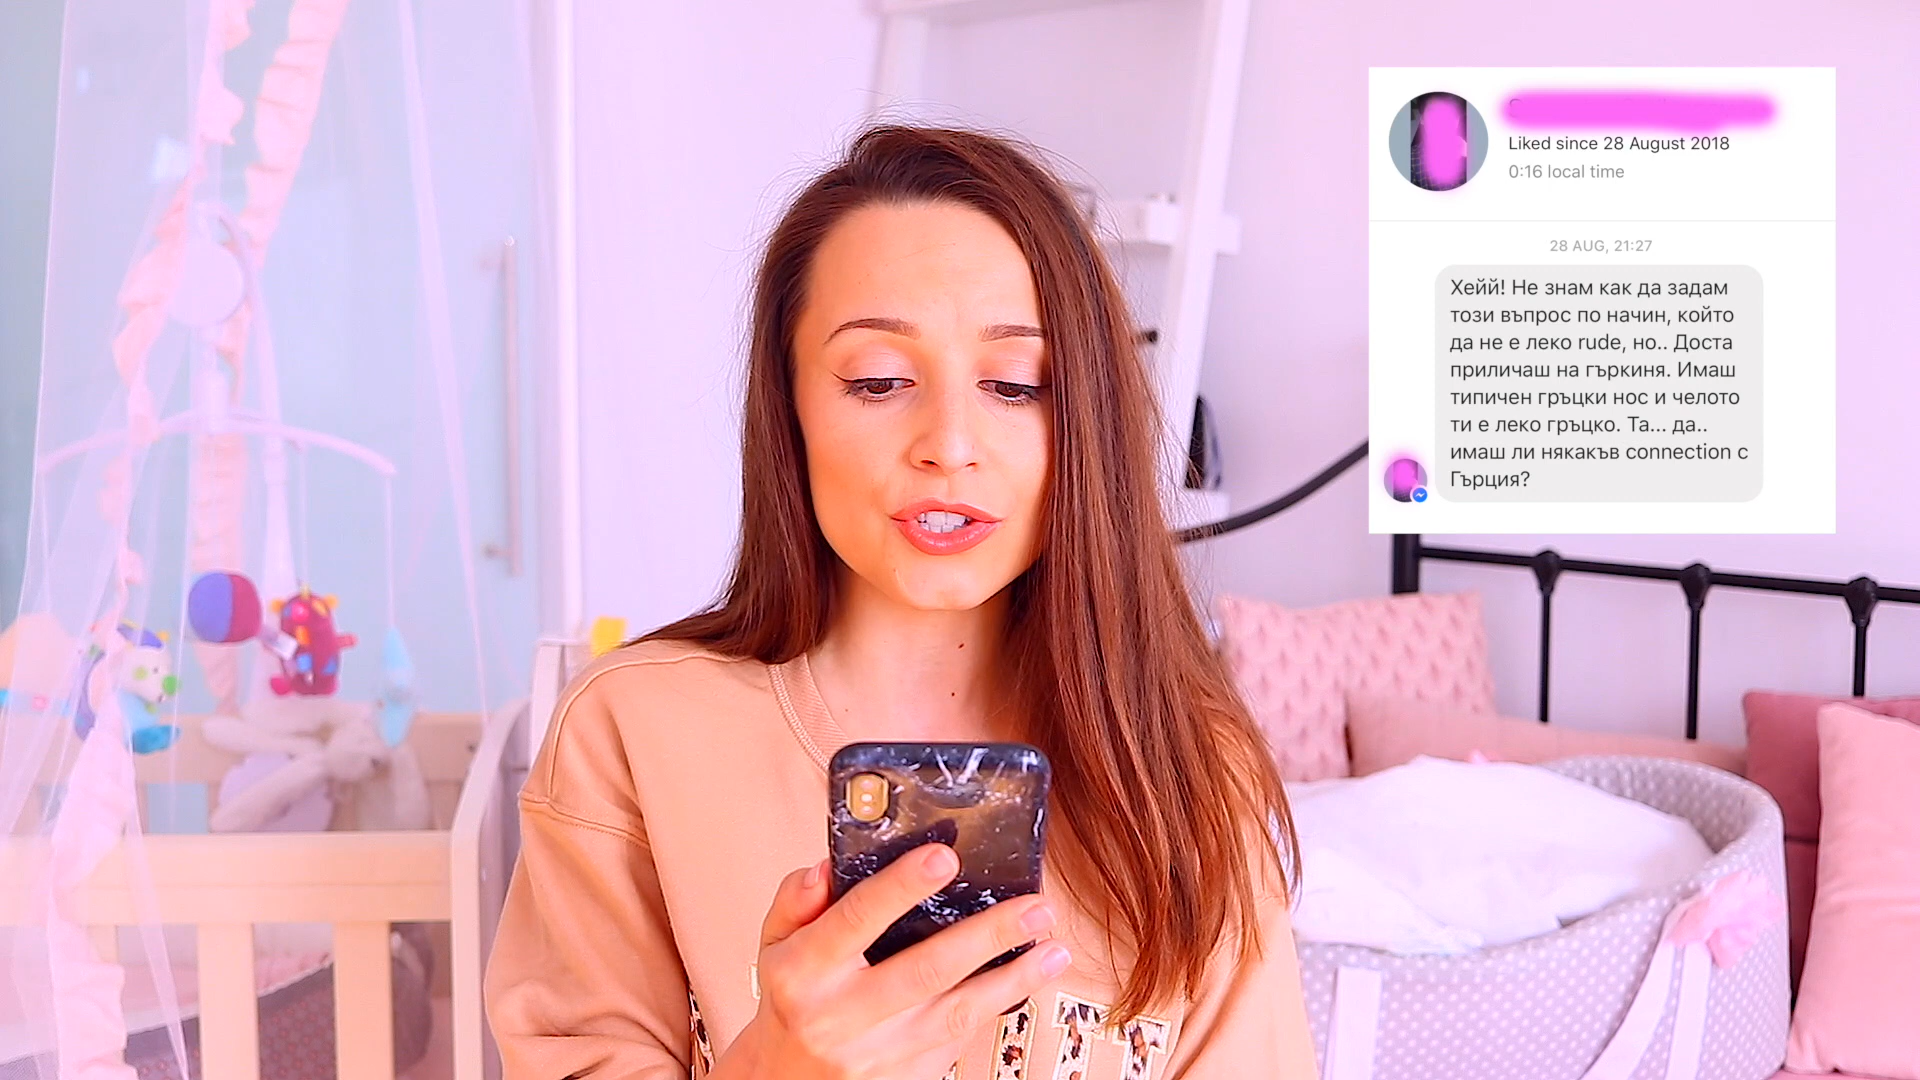 Liked since 28 August 2018
0:16 local time
28 AUG, 21:27
Хейй! Не знам как да задам
този въпрос по начин, който
да не е леко rude, но.. Доста
приличаш на гъркиня. Имаш
типичен гръцки нос и челото
ти е леко гръцко. Та... да..
имаш ли някакъв connection с
Гърция?